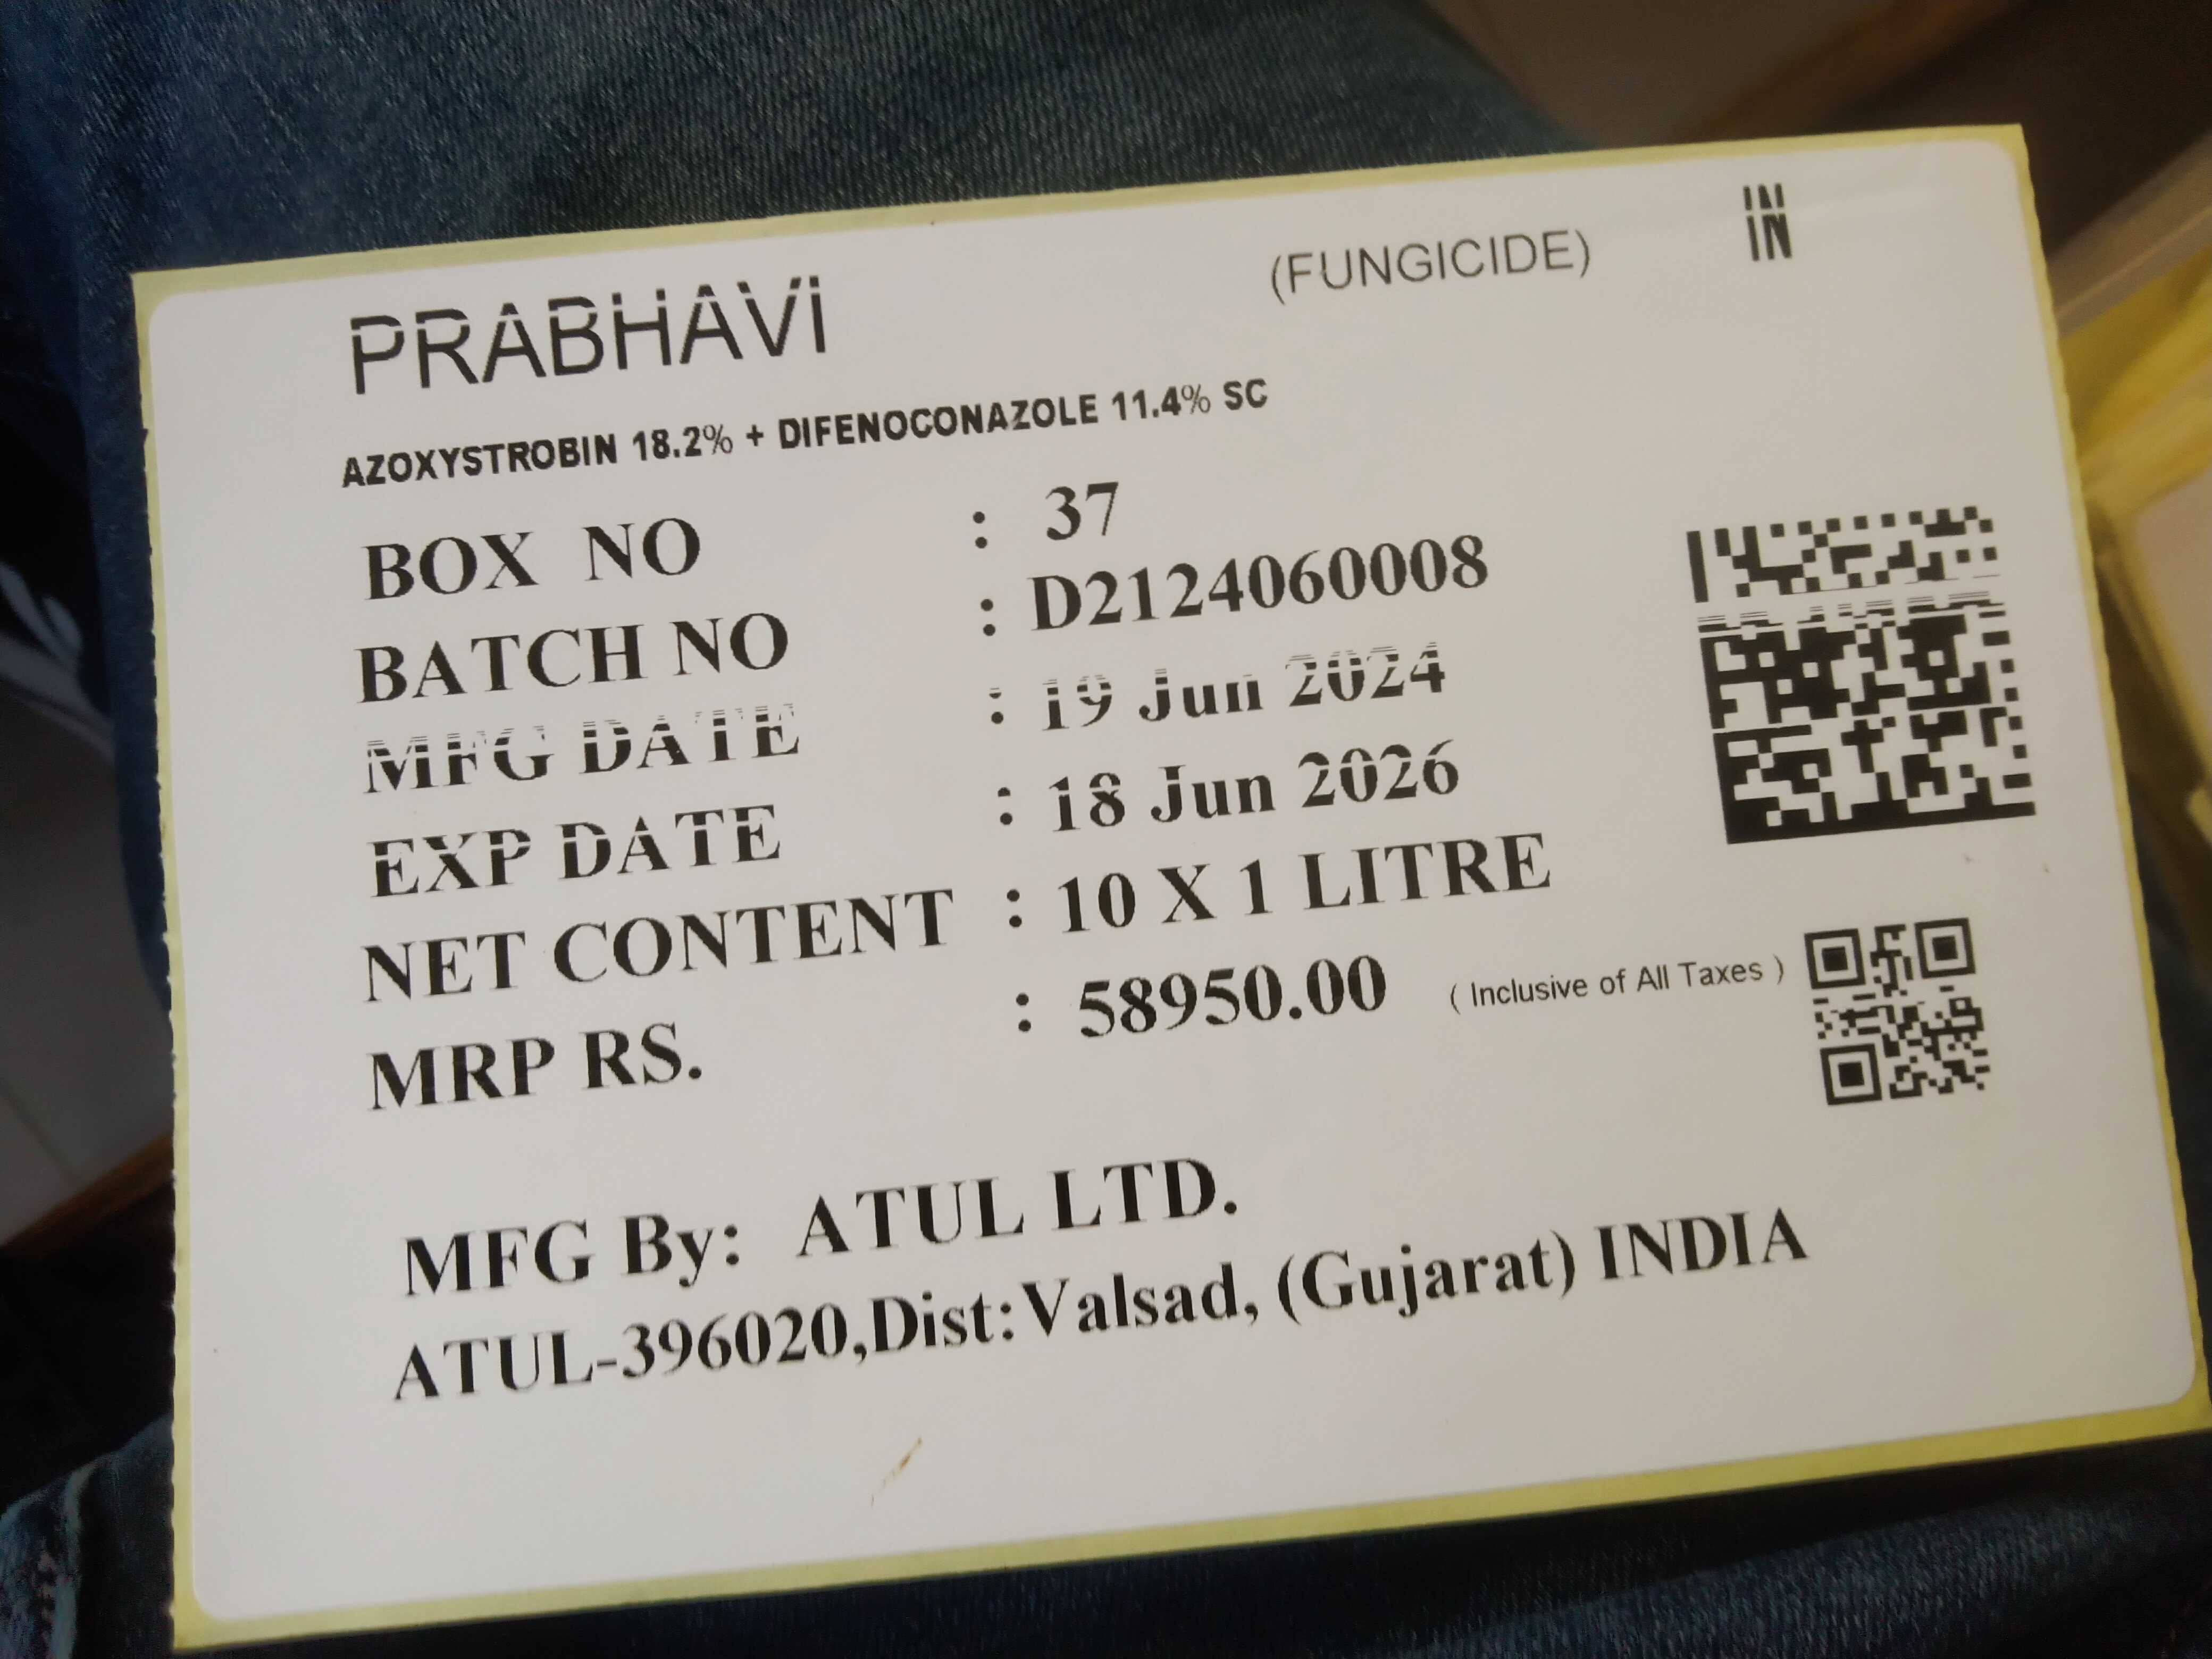 PRABHAVI (FUNGICIDE) IN
AZOXYSTROBIN 18.2% + DIFENOCONAZOLE 11.4% SC
BOX NO : 37
BATCH NO : D2124060008
MFG DATE : 19 Jun 2024
EXP DATE : 18 Jun 2026
NET CONTENT : 10 X 1 LITRE
MRP RS. : 58950.00 ( Inclusive of All Taxes )
MFG By: ATUL LTD.
ATUL-396020,Dist:Valsad, (Gujarat) INDIA